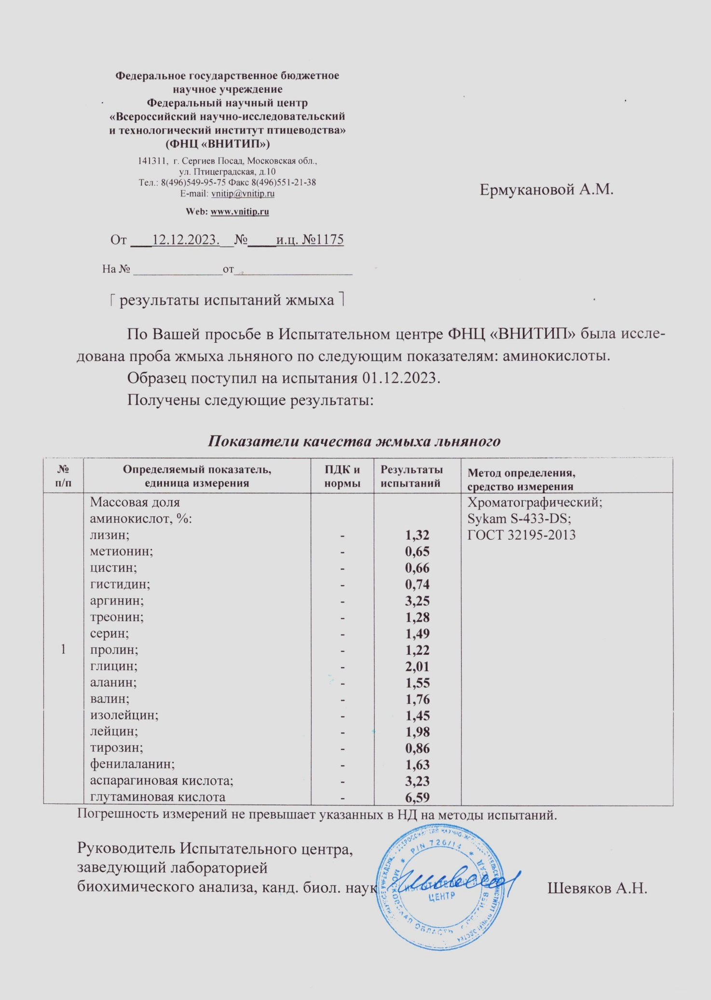 Федеральное государственное бюджетное
научное учреждение
Федеральный научный центр
«Всероссийский научно-исследовательский
и технологический институт птицеводства»
(ФНЦ «ВНИТИП»)
141311, г. Сергиев Посад, Московская обл.,
ул. Птицеградская, д.10
Тел.: 8(496)549-95-75 Факс 8(496)551-21-38
E-mail: vnitip@vnitip.ru
Web: www.vnitip.ru
Ермукановой А.М.
От ___12.12.2023.__№____и.ц. №1175
На № _______________от____________________
результаты испытаний жмыха
По Вашей просьбе в Испытательном центре ФНЦ «ВНИТИП» была иссле-
дована проба жмыха льняного по следующим показателям: аминокислоты.
Образец поступил на испытания 01.12.2023.
Получены следующие результаты:
Показатели качества жмыха льняного
№ п/п Определяемый показатель, единица измерения ПДК и нормы Результаты испытаний Метод определения, средство измерения
Массовая доля Хроматографический;
аминокислот, %: Sykam S-433-DS;
лизин; - 1,32 ГОСТ 32195-2013
метионин; - 0,65
цистин; - 0,66
гистидин; - 0,74
аргинин; - 3,25
треонин; - 1,28
серин; - 1,49
1 пролин; - 1,22
глицин; - 2,01
аланин; - 1,55
валин; - 1,76
изолейцин; - 1,45
лейцин; - 1,98
тирозин; - 0,86
фенилаланин; - 1,63
аспарагиновая кислота; - 3,23
глутаминовая кислота - 6,59
Погрешность измерений не превышает указанных в НД на методы испытаний.
Руководитель Испытательного центра,
заведующий лабораторией
биохимического анализа, канд. биол. наук
Шевяков А.Н.
PIN 726/14
МОСКОВСКАЯ ОБЛАСТЬ
ИСПЫТАТЕЛЬНЫЙ
ЦЕНТР